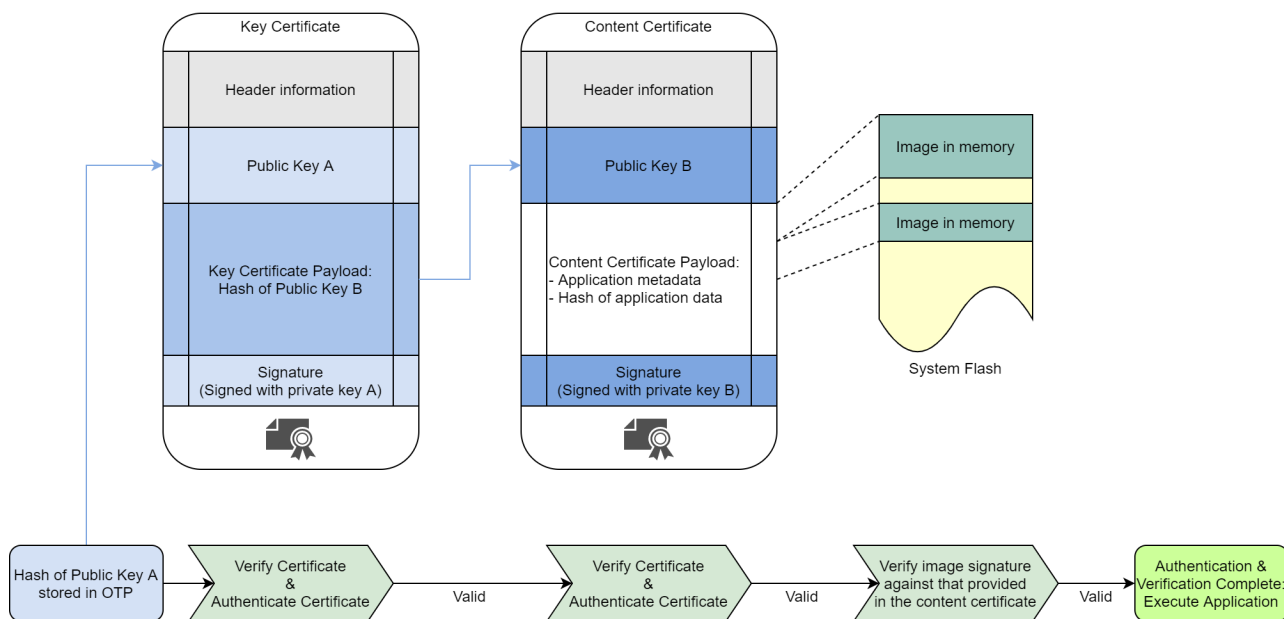 Key Certificate
Header information
Public Key A
Key Certificate Payload:
Hash of Public Key B
Signature
(Signed with private key A)
Content Certificate
Header information
Public Key B
Content Certificate Payload:
- Application metadata
- Hash of application data
Signature
(Signed with private key B)
Image in memory
Image in memory
System Flash
Hash of Public Key A
stored in OTP
Verify Certificate
&
Authenticate Certificate
Valid
Verify Certificate
&
Authenticate Certificate
Valid
Verify image signature
against that provided
in the content certificate
Valid
Authentication &
Verification Complete:
Execute Application